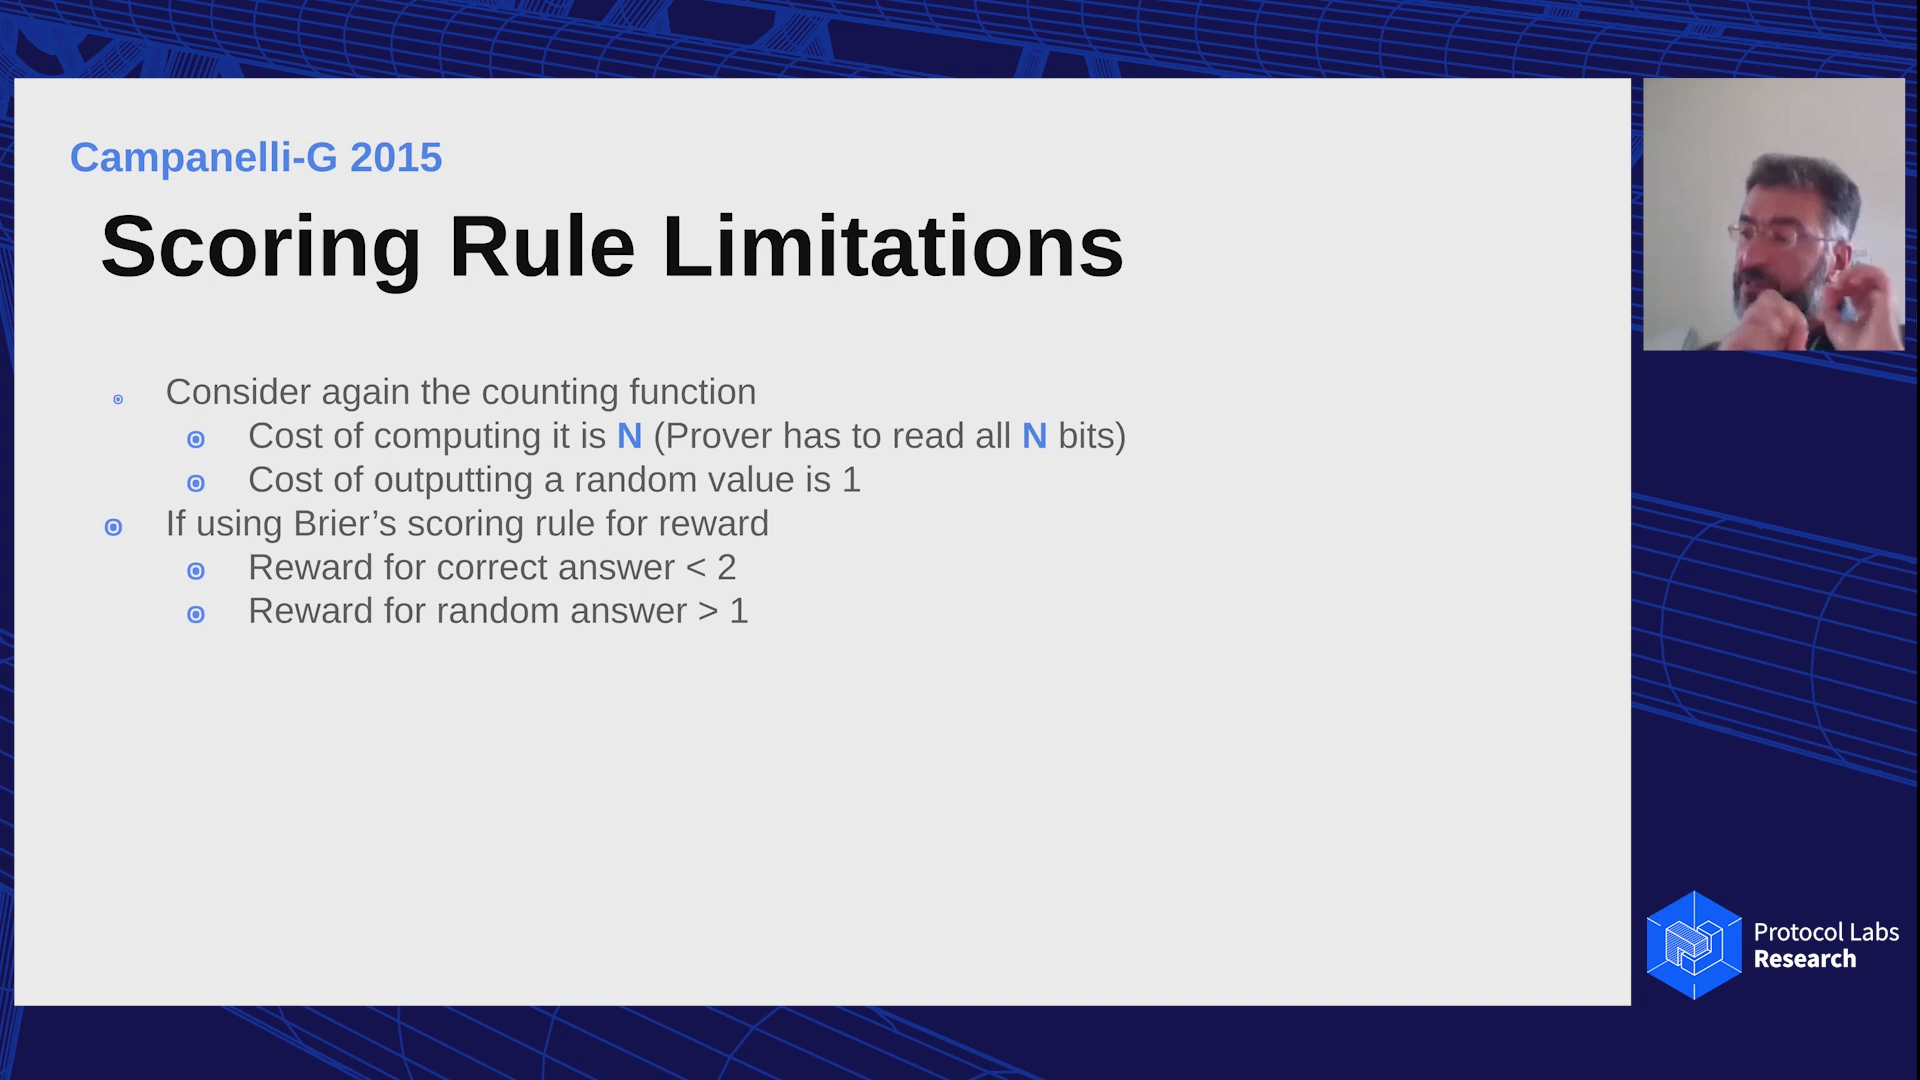 Campanelli-G 2015
Scoring Rule Limitations
Consider again the counting function
Cost of computing it is N (Prover has to read all N bits)
Cost of outputting a random value is 1
If using Brier’s scoring rule for reward
Reward for correct answer < 2
Reward for random answer > 1
Protocol Labs
Research